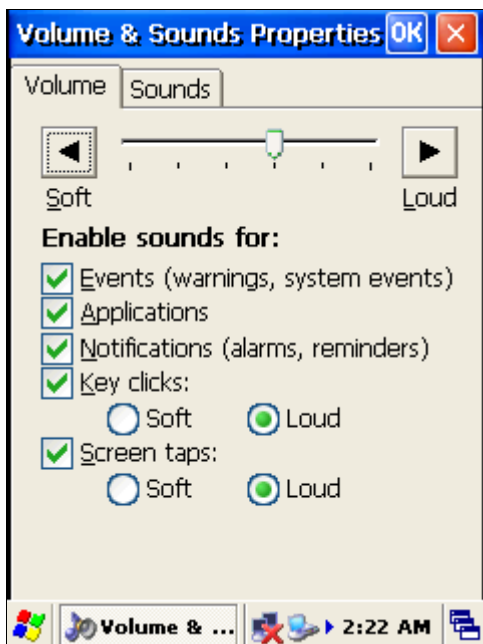 Volume & Sounds Properties OK
Volume Sounds
Soft Loud
Enable sounds for:
Events (warnings, system events)
Applications
Notifications (alarms, reminders)
Key clicks:
Soft Loud
Screen taps:
Soft Loud
Volume & ... 2:22 AM